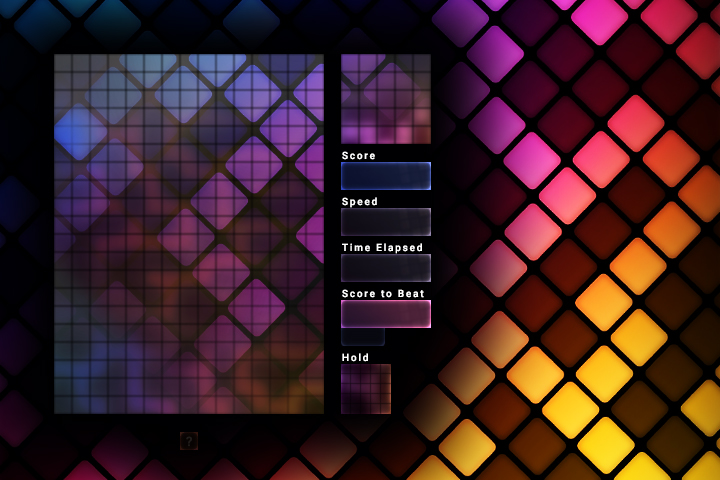 Score
Speed
Time Elapsed
Score to Beat
Hold
?